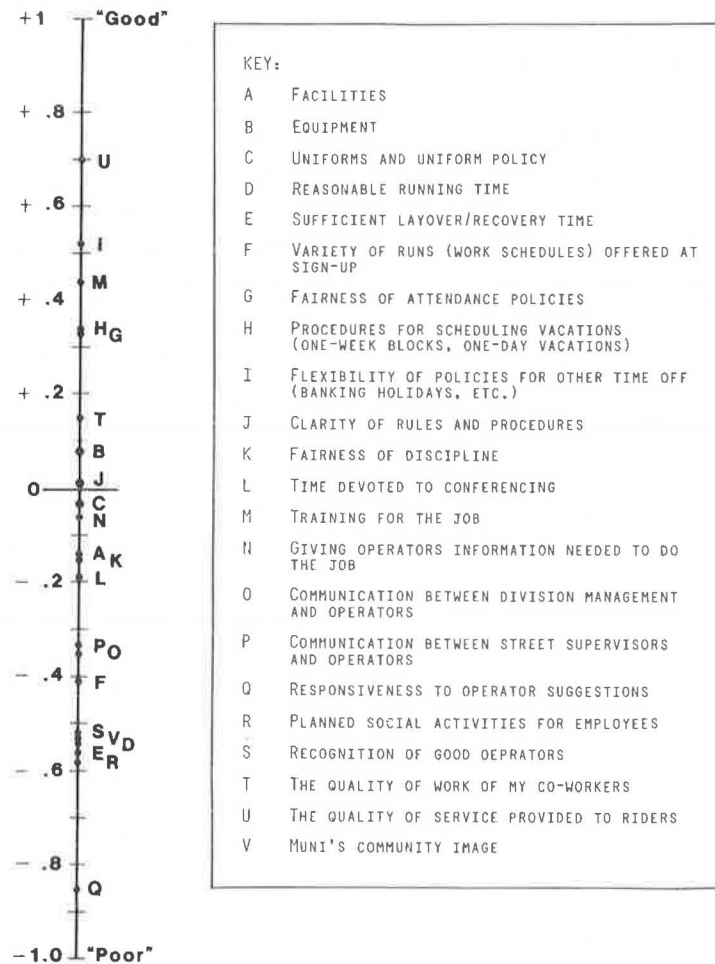 +1 "Good"
+ .8
U
+ .6
I
M
+ .4
H G
+ .2
T
B
J
0
C
N
A K
L
- .2
P O
- .4
F
S V D
E R
- .6
- .8
Q
-1.0 "Poor"
KEY:
A FACILITIES
B EQUIPMENT
C UNIFORMS AND UNIFORM POLICY
D REASONABLE RUNNING TIME
E SUFFICIENT LAYOVER/RECOVERY TIME
F VARIETY OF RUNS (WORK SCHEDULES) OFFERED AT
SIGN-UP
G FAIRNESS OF ATTENDANCE POLICIES
H PROCEDURES FOR SCHEDULING VACATIONS
(ONE-WEEK BLOCKS, ONE-DAY VACATIONS)
I FLEXIBILITY OF POLICIES FOR OTHER TIME OFF
(BANKING HOLIDAYS, ETC.)
J CLARITY OF RULES AND PROCEDURES
K FAIRNESS OF DISCIPLINE
L TIME DEVOTED TO CONFERENCING
M TRAINING FOR THE JOB
N GIVING OPERATORS INFORMATION NEEDED TO DO
THE JOB
O COMMUNICATION BETWEEN DIVISION MANAGEMENT
AND OPERATORS
P COMMUNICATION BETWEEN STREET SUPERVISORS
AND OPERATORS
Q RESPONSIVENESS TO OPERATOR SUGGESTIONS
R PLANNED SOCIAL ACTIVITIES FOR EMPLOYEES
S RECOGNITION OF GOOD OEPRATORS
T THE QUALITY OF WORK OF MY CO-WORKERS
U THE QUALITY OF SERVICE PROVIDED TO RIDERS
V MUNI'S COMMUNITY IMAGE